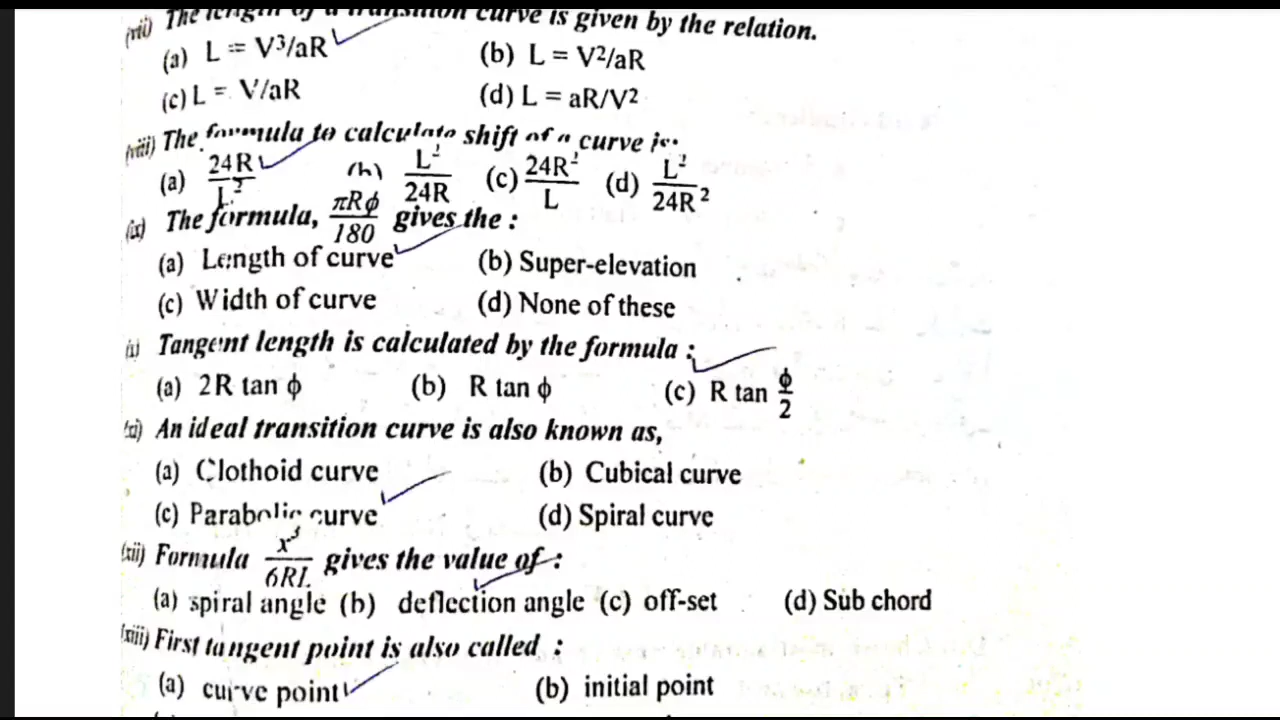 (vii) The length of a transition curve is given by the relation.
(a) L = V³/aR (b) L = V²/aR
(c) L = V/aR (d) L = aR/V²
(viii) The formula to calculate shift of a curve is:
(a) 24R/L² (b) L²/24R (c) 24R²/L (d) L²/24R²
(ix) The formula, πRϕ/180 gives the :
(a) Length of curve (b) Super-elevation
(c) Width of curve (d) None of these
(x) Tangent length is calculated by the formula :
(a) 2R tan ϕ (b) R tan ϕ (c) R tan ϕ/2
(xi) An ideal transition curve is also known as,
(a) Clothoid curve (b) Cubical curve
(c) Parabolic curve (d) Spiral curve
(xii) Formula x³/6RL gives the value of :
(a) spiral angle (b) deflection angle (c) off-set (d) Sub chord
(xiii) First tangent point is also called :
(a) curve point (b) initial point